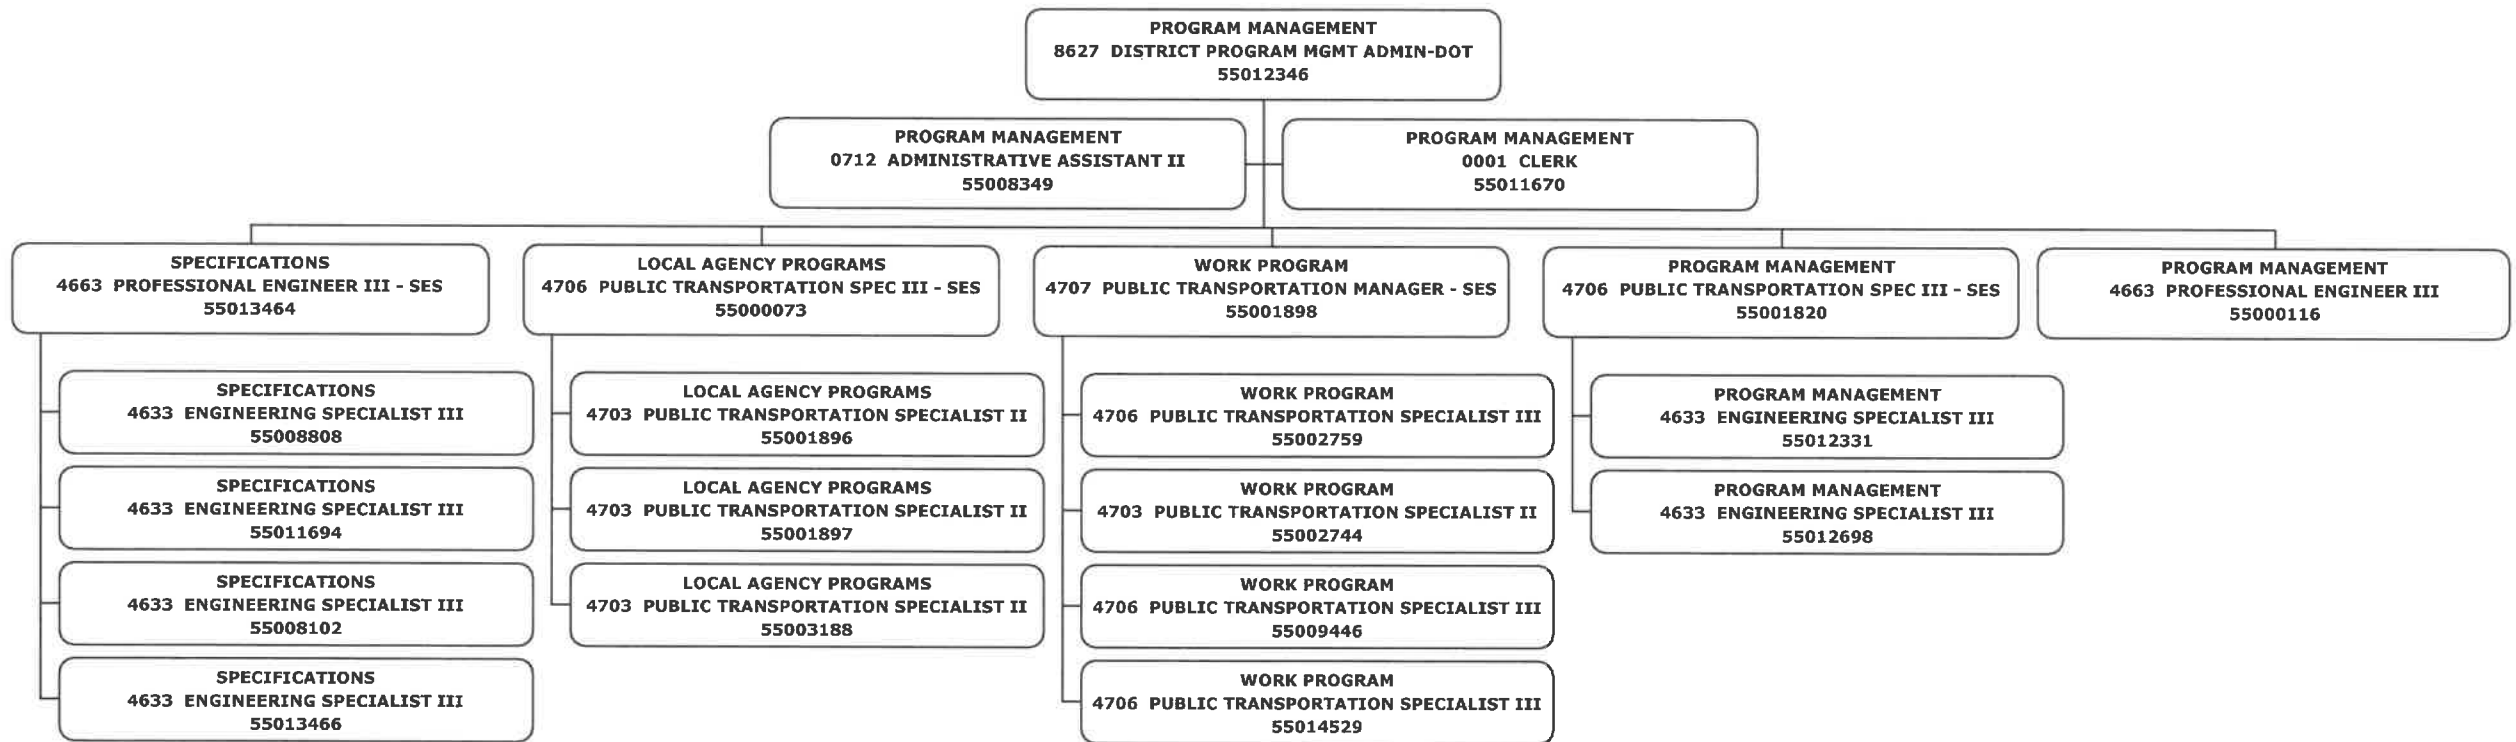 PROGRAM MANAGEMENT
8627 DISTRICT PROGRAM MGMT ADMIN-DOT
55012346
PROGRAM MANAGEMENT
0712 ADMINISTRATIVE ASSISTANT II
55008349
PROGRAM MANAGEMENT
0001 CLERK
55011670
SPECIFICATIONS
4663 PROFESSIONAL ENGINEER III - SES
55013464
LOCAL AGENCY PROGRAMS
4706 PUBLIC TRANSPORTATION SPEC III - SES
55000073
WORK PROGRAM
4707 PUBLIC TRANSPORTATION MANAGER - SES
55001898
PROGRAM MANAGEMENT
4706 PUBLIC TRANSPORTATION SPEC III - SES
55001820
PROGRAM MANAGEMENT
4663 PROFESSIONAL ENGINEER III
55000116
SPECIFICATIONS
4633 ENGINEERING SPECIALIST III
55008808
SPECIFICATIONS
4633 ENGINEERING SPECIALIST III
55011694
SPECIFICATIONS
4633 ENGINEERING SPECIALIST III
55008102
SPECIFICATIONS
4633 ENGINEERING SPECIALIST III
55013466
LOCAL AGENCY PROGRAMS
4703 PUBLIC TRANSPORTATION SPECIALIST II
55001896
LOCAL AGENCY PROGRAMS
4703 PUBLIC TRANSPORTATION SPECIALIST II
55001897
LOCAL AGENCY PROGRAMS
4703 PUBLIC TRANSPORTATION SPECIALIST II
55003188
WORK PROGRAM
4706 PUBLIC TRANSPORTATION SPECIALIST III
55002759
WORK PROGRAM
4703 PUBLIC TRANSPORTATION SPECIALIST II
55002744
WORK PROGRAM
4706 PUBLIC TRANSPORTATION SPECIALIST III
55009446
WORK PROGRAM
4706 PUBLIC TRANSPORTATION SPECIALIST III
55014529
PROGRAM MANAGEMENT
4633 ENGINEERING SPECIALIST III
55012331
PROGRAM MANAGEMENT
4633 ENGINEERING SPECIALIST III
55012698